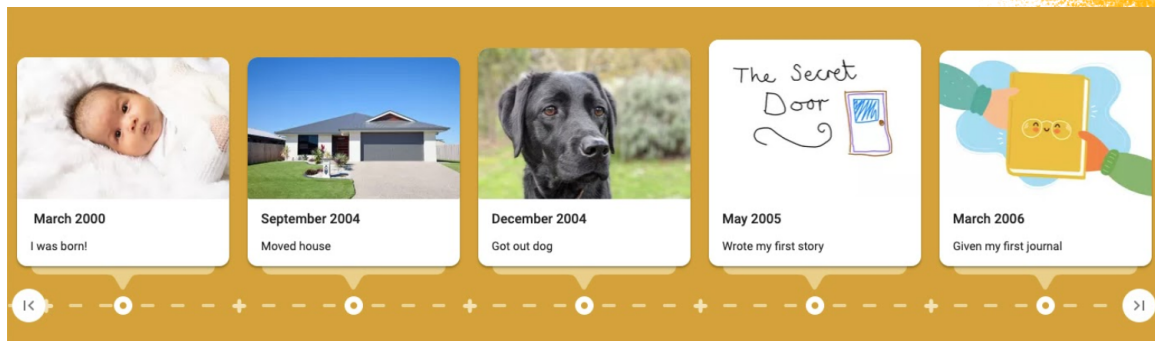 March 2000
I was born!
September 2004
Moved house
December 2004
Got out dog
The Secret
Door
May 2005
Wrote my first story
March 2006
Given my first journal